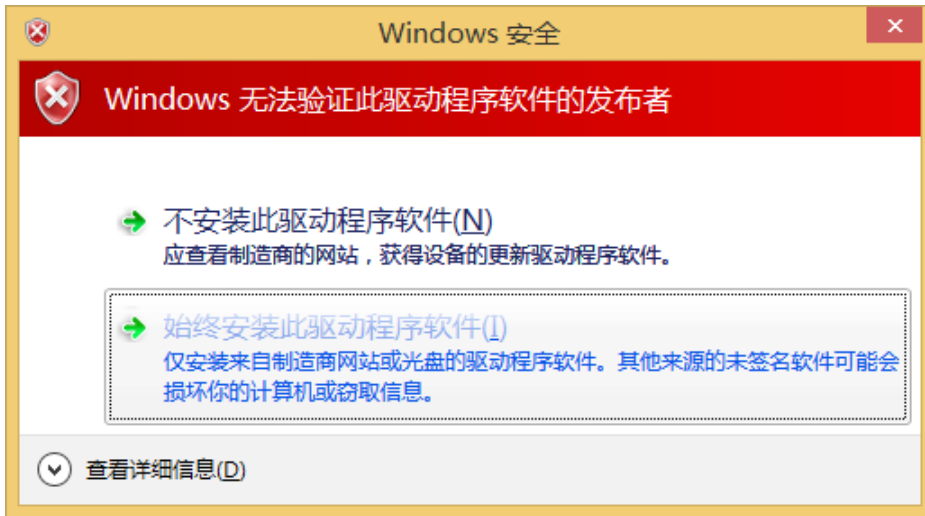 Windows 安全
Windows 无法验证此驱动程序软件的发布者
不安装此驱动程序软件(N)
应查看制造商的网站，获得设备的更新驱动程序软件。
始终安装此驱动程序软件(I)
仅安装来自制造商网站或光盘的驱动程序软件。其他来源的未签名软件可能会
损坏你的计算机或窃取信息。
查看详细信息(D)